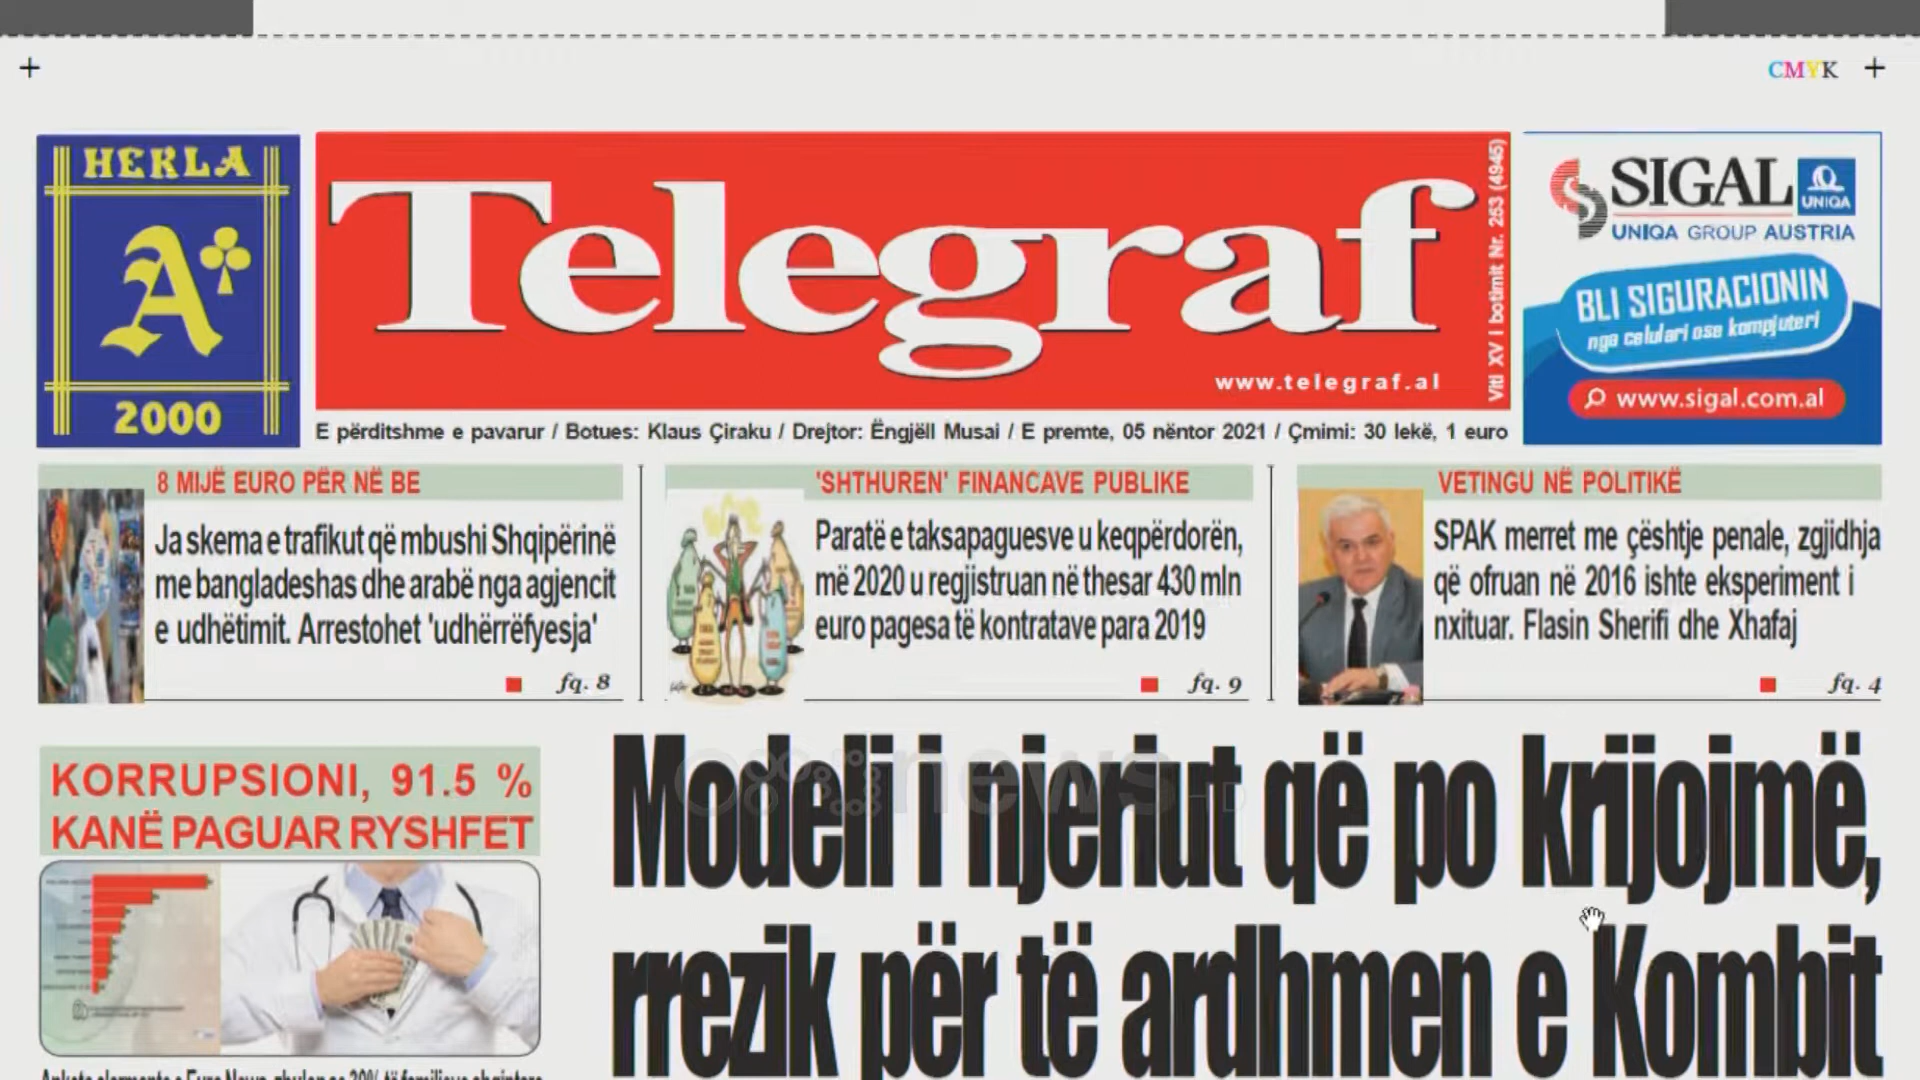 CMYK
HEKLA
A
2000
Telegraf
www.telegraf.al
Viti XV i botimit Nr. 253 (4945)
SIGAL
UNIQA
UNIQA GROUP AUSTRIA
BLI SIGURACIONIN
nga celulari ose kompjuteri
www.sigal.com.al
E përditshme e pavarur / Botues: Klaus Çiraku / Drejtor: Ëngjëll Musai / E premte, 05 nëntor 2021 / Çmimi: 30 lekë, 1 euro
8 MIJË EURO PËR NË BE
Ja skema e trafikut që mbushi Shqipërinë
me bangladeshas dhe arabë nga agjencit
e udhëtimit. Arrestohet 'udhërrëfyesja'
fq. 8
'SHTHUREN' FINANCAVE PUBLIKE
Paratë e taksapaguesve u keqpërdorën,
më 2020 u regjistruan në thesar 430 mln
euro pagesa të kontratave para 2019
fq. 9
VETINGU NË POLITIKË
SPAK merret me çështje penale, zgjidhja
që ofruan në 2016 ishte eksperiment i
nxituar. Flasin Sherifi dhe Xhafaj
fq. 4
KORRUPSIONI, 91.5 %
KANË PAGUAR RYSHFET
Modeli i njeriut që po krijojmë,
rrezik për të ardhmen e Kombit
news